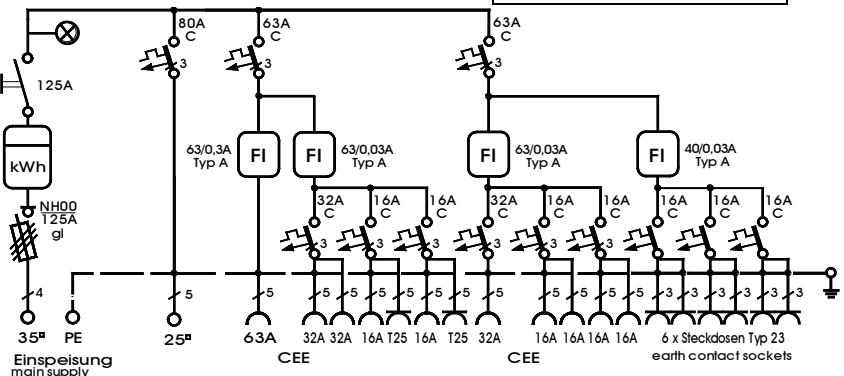 80A
C
3
63A
C
3
63A
C
3
125A
kWh
NH00
125A
gl
63/0,3A
Typ A
FI
FI
63/0,03A
Typ A
FI
63/0,03A
Typ A
40/0,03A
Typ A
FI
32A
C
3
16A
C
3
16A
C
3
32A
C
3
16A
C
3
16A
C
3
16A
C
16A
C
16A
C
4
5
5
5
5
5
5
5
5
5
5
5
5
5
3
3
3
3
3
3
35¤
PE
25¤
63A
32A
32A
16A
T25
16A
T25
32A
16A
16A
16A
16A
6 x Steckdosen Typ 23
Einspeisung
main supply
CEE
CEE
earth contact sockets